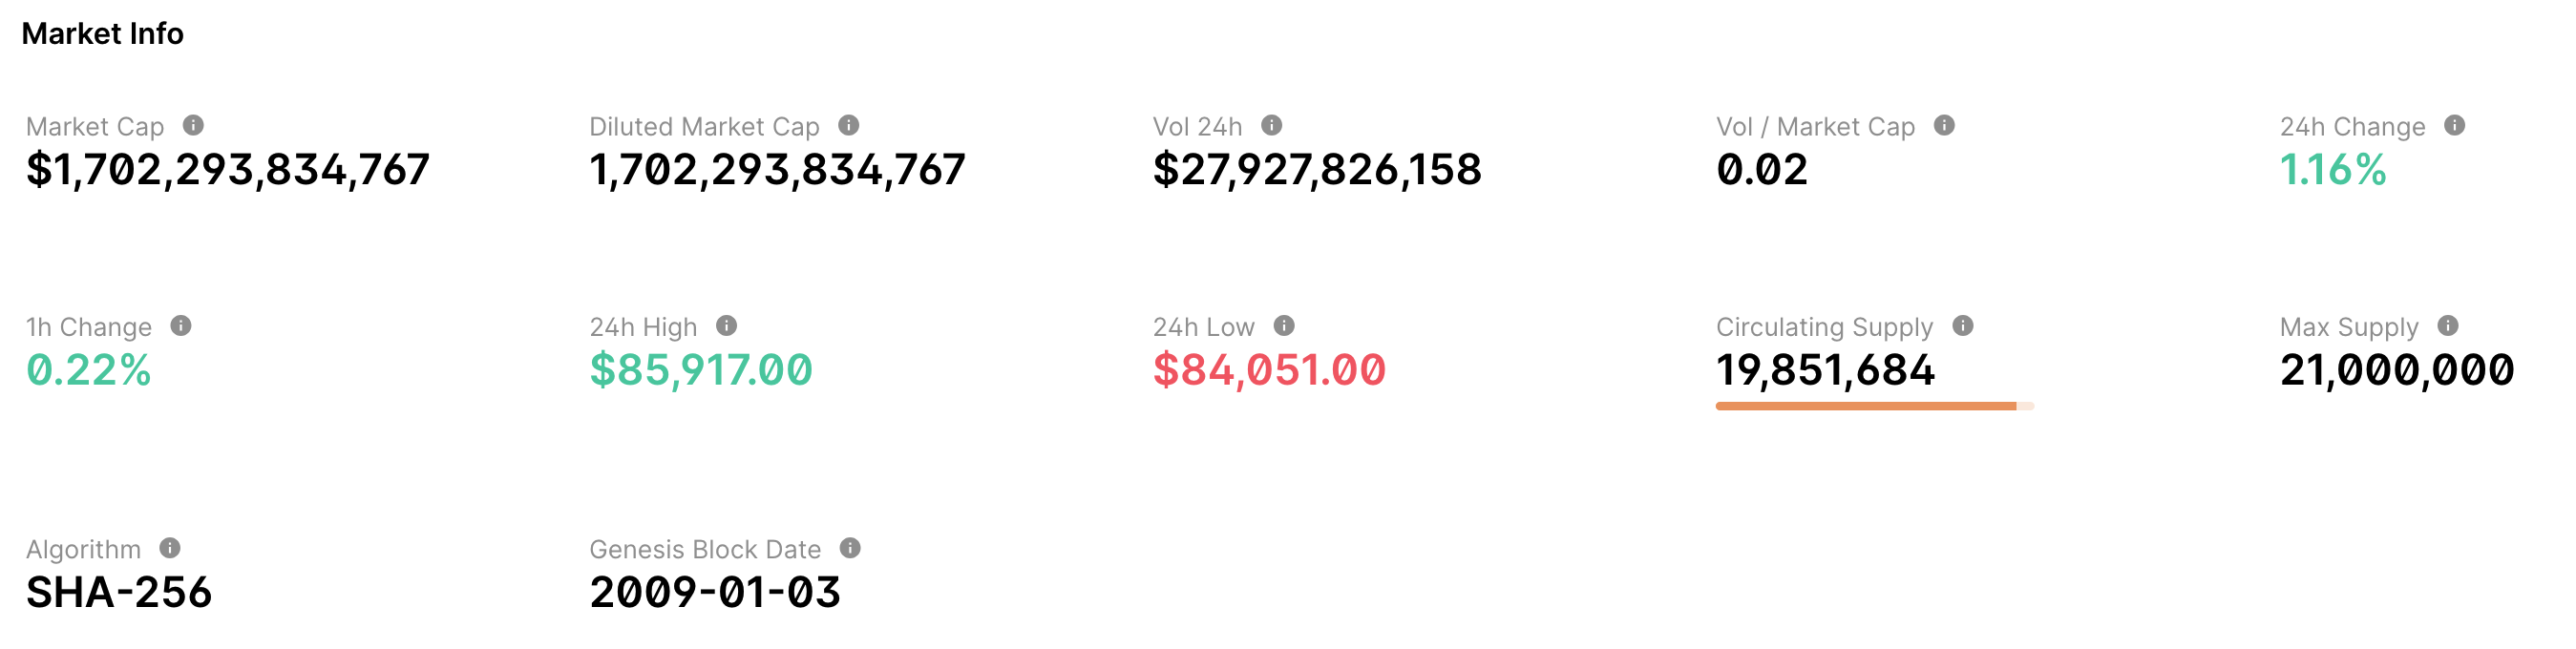 Market Info
Market Cap
$1,702,293,834,767
Diluted Market Cap
1,702,293,834,767
Vol 24h
$27,927,826,158
Vol / Market Cap
0.02
24h Change
1.16%
1h Change
0.22%
24h High
$85,917.00
24h Low
$84,051.00
Circulating Supply
19,851,684
Max Supply
21,000,000
Algorithm
SHA-256
Genesis Block Date
2009-01-03